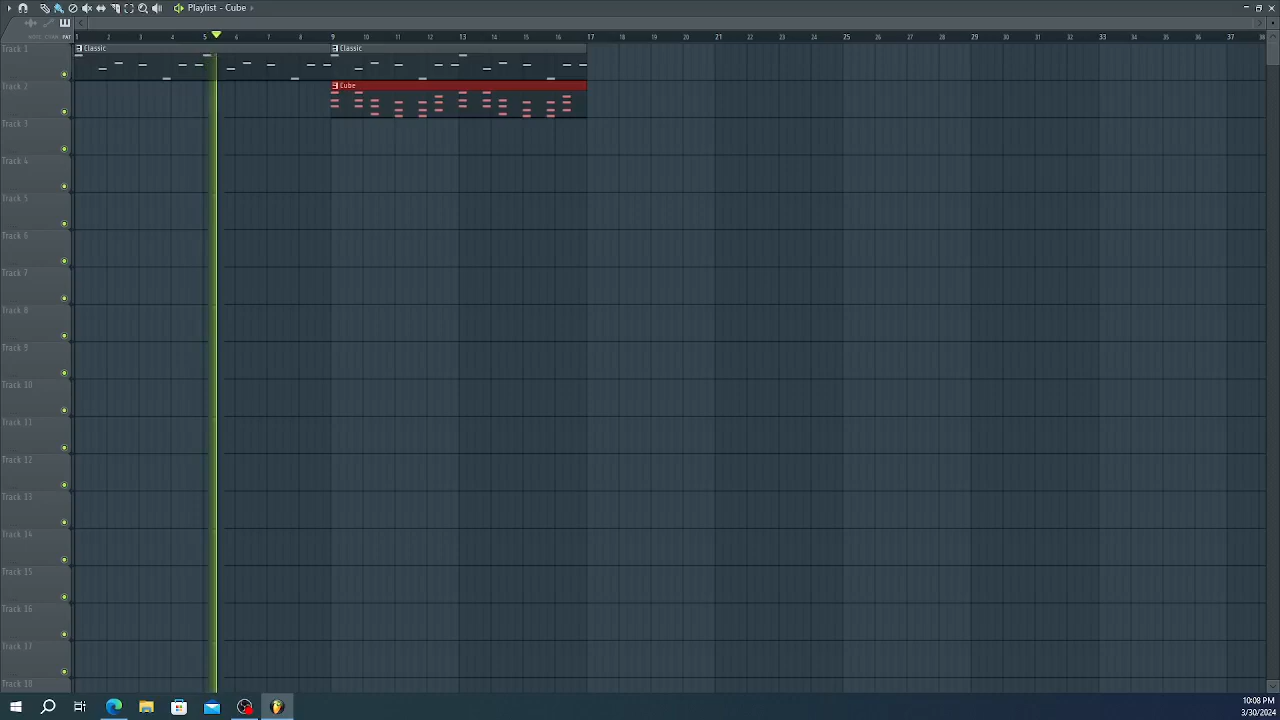 Playlist - Cube
NOTE CHAN PAT
1 2 3 4 5 6 7 8 9 10 11 12 13 14 15 16 17 18 19 20 21 22 23 24 25 26 27 28 29 30 31 32 33 34 35 36 37 38
Track 1
Classic
Classic
Track 2
Cube
Track 3
Track 4
Track 5
Track 6
Track 7
Track 8
Track 9
Track 10
Track 11
Track 12
Track 13
Track 14
Track 15
Track 16
Track 17
Track 18
10:08 PM
3/30/2024